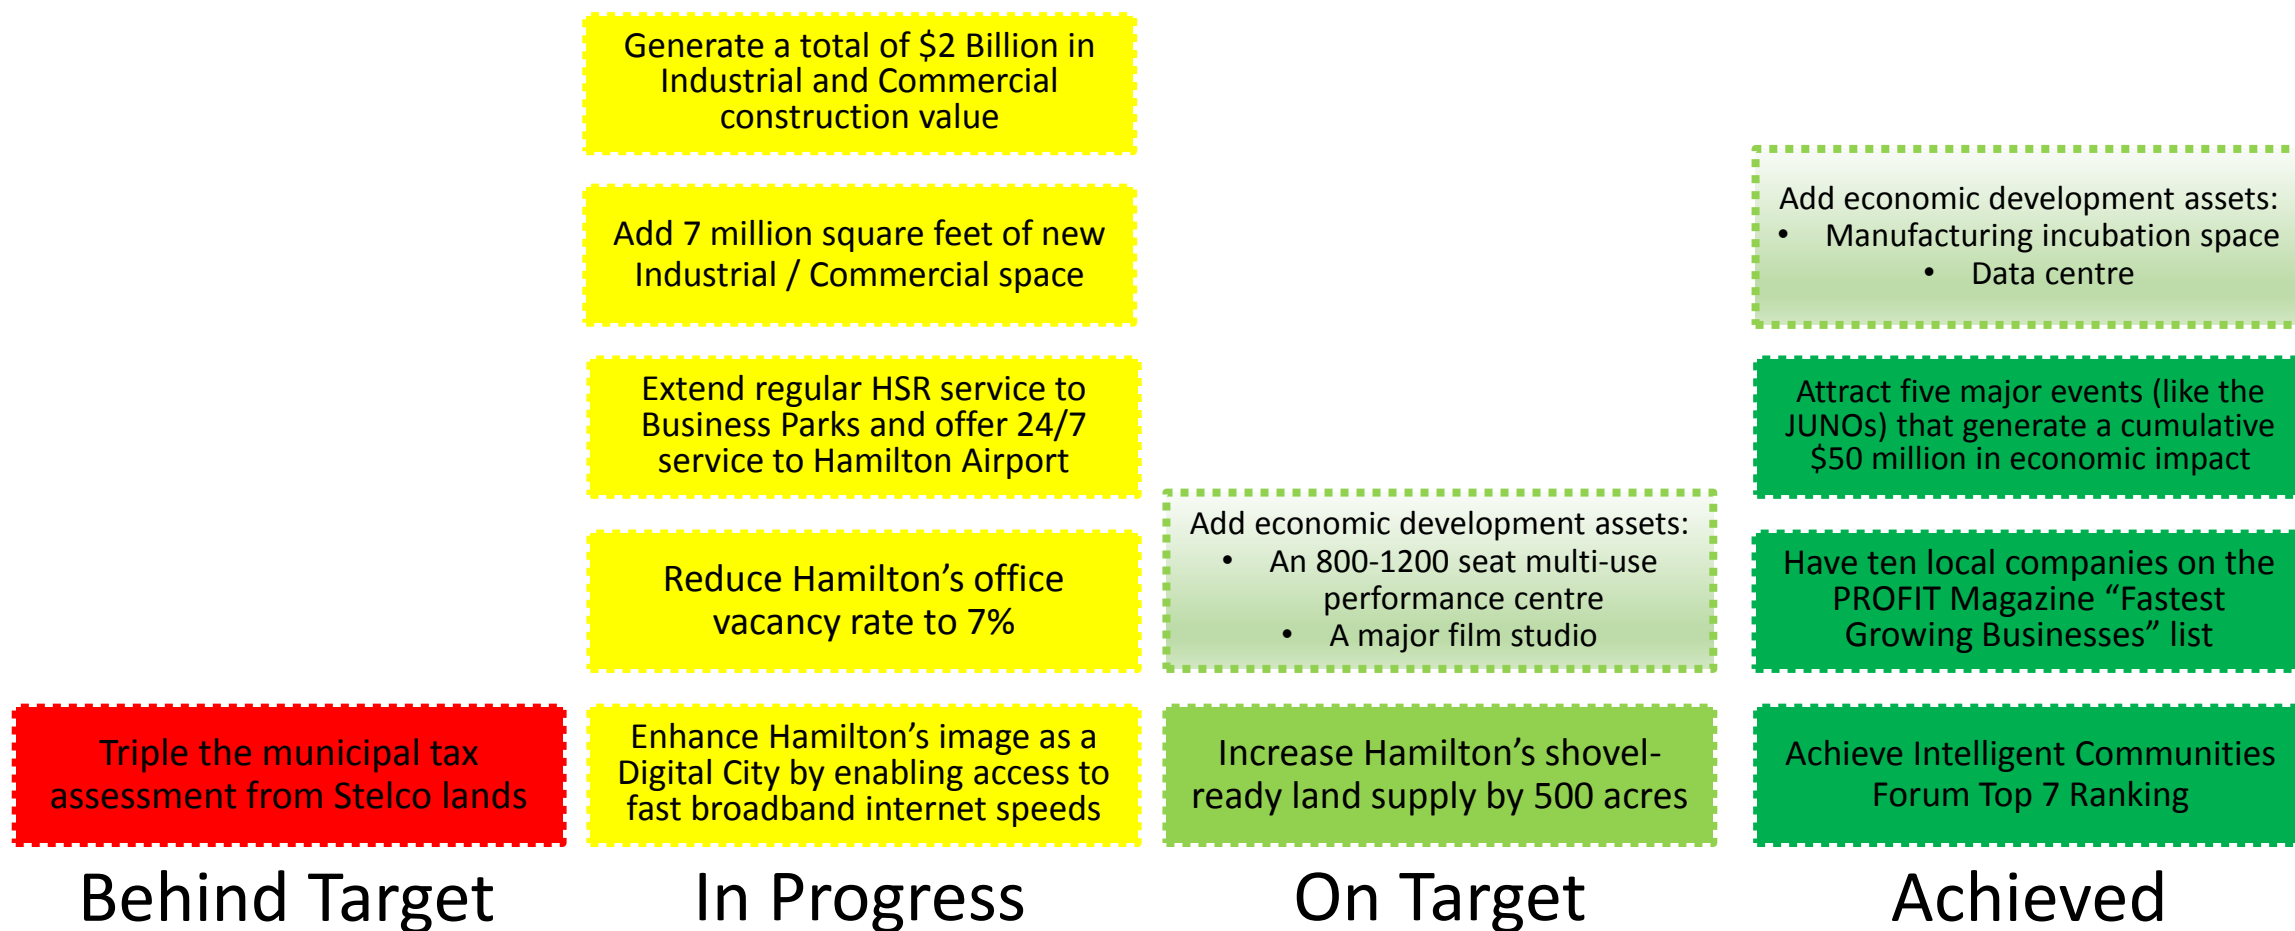 Generate a total of $2 Billion in
Industrial and Commercial
construction value
Add 7 million square feet of new
Industrial / Commercial space
Extend regular HSR service to
Business Parks and offer 24/7
service to Hamilton Airport
Reduce Hamilton’s office
vacancy rate to 7%
Triple the municipal tax
assessment from Stelco lands
Enhance Hamilton’s image as a
Digital City by enabling access to
fast broadband internet speeds
Add economic development assets:
• An 800-1200 seat multi-use
performance centre
• A major film studio
Increase Hamilton’s shovel-
ready land supply by 500 acres
Add economic development assets:
• Manufacturing incubation space
• Data centre
Attract five major events (like the
JUNOs) that generate a cumulative
$50 million in economic impact
Have ten local companies on the
PROFIT Magazine “Fastest
Growing Businesses” list
Achieve Intelligent Communities
Forum Top 7 Ranking
Behind Target
In Progress
On Target
Achieved